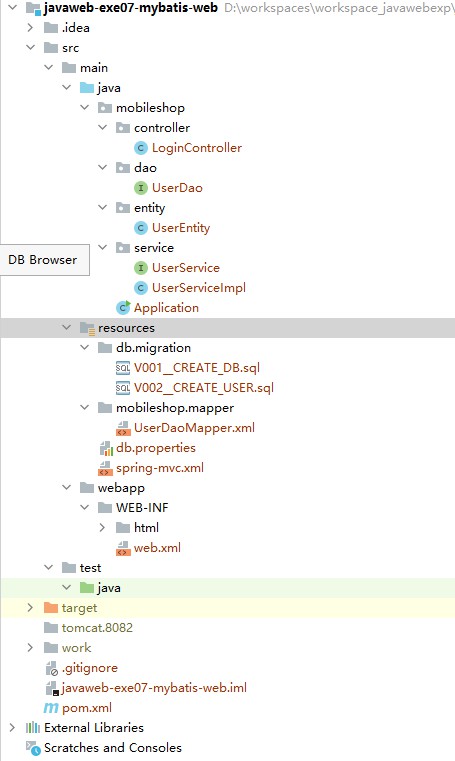 javaweb-exe07-mybatis-web D:\workspaces\workspace_javawebexp\
.idea
src
main
java
mobileshop
controller
LoginController
dao
UserDao
entity
UserEntity
service
DB Browser
UserService
UserServiceImpl
Application
resources
db.migration
V001__CREATE_DB.sql
V002__CREATE_USER.sql
mobileshop.mapper
UserDaoMapper.xml
db.properties
spring-mvc.xml
webapp
WEB-INF
html
web.xml
test
java
target
tomcat.8082
work
.gitignore
javaweb-exe07-mybatis-web.iml
pom.xml
External Libraries
Scratches and Consoles